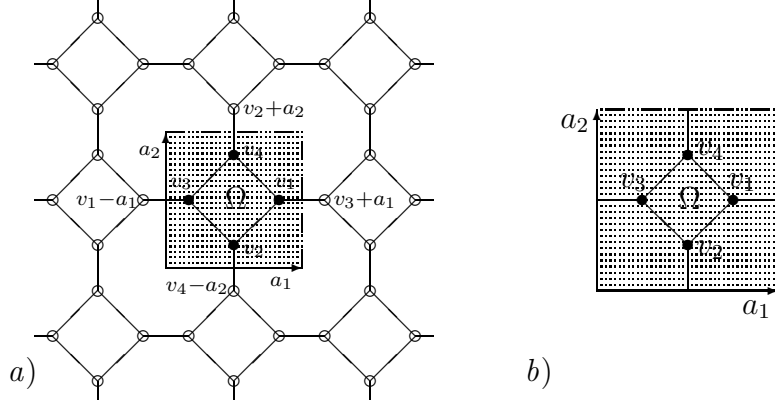 v₂+a₂
a₂
v₄
v₁−a₁
v₃
Ω
v₁
v₃+a₁
v₂
v₄−a₂
a₁
a)
a₂
v₄
v₃
Ω
v₁
v₂
a₁
b)